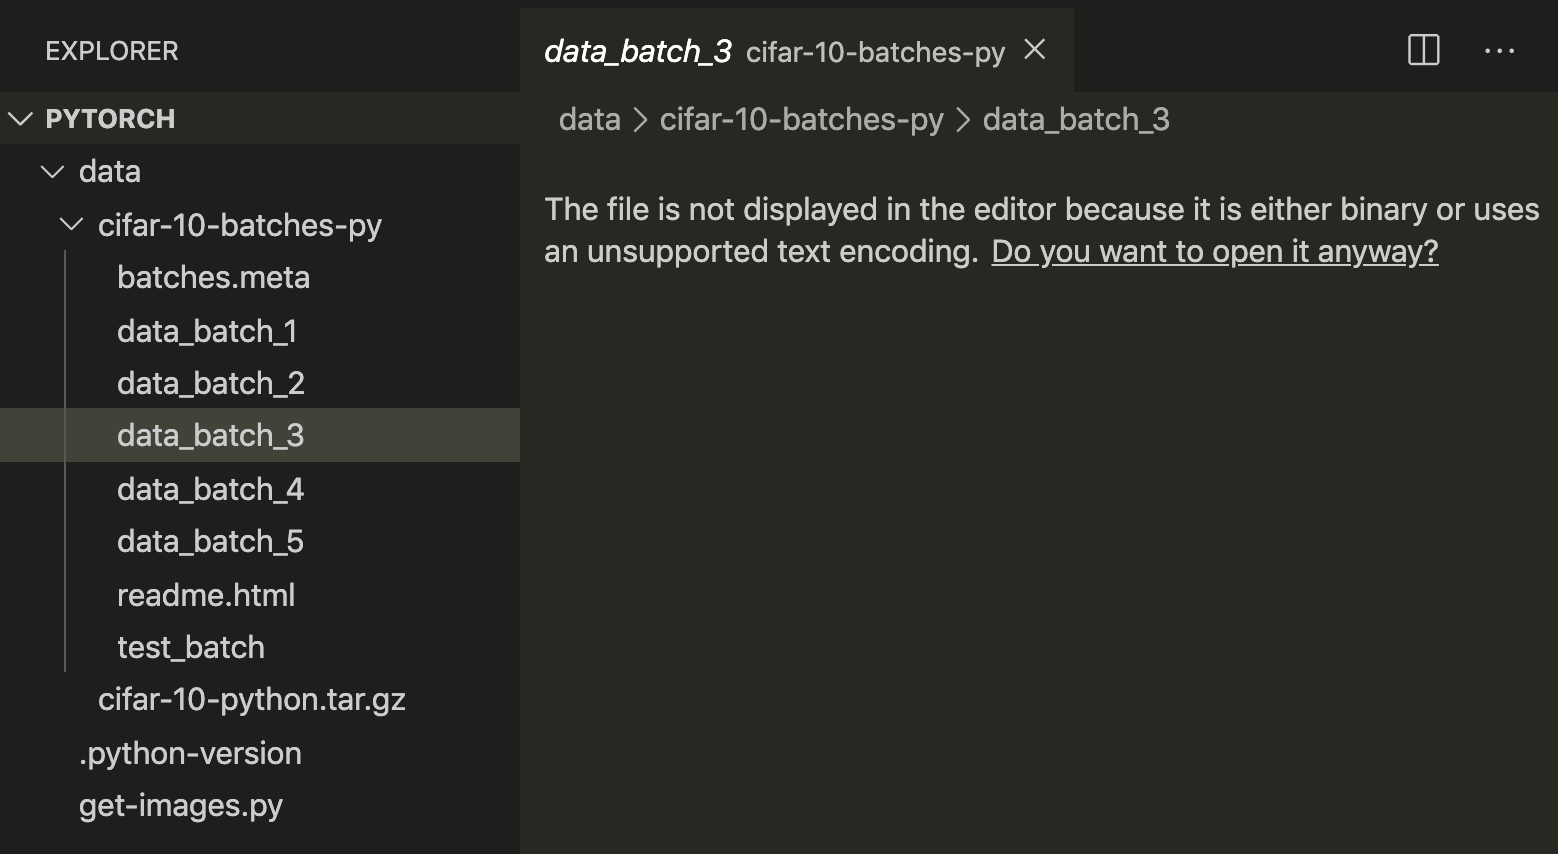 EXPLORER
PYTORCH
data
cifar-10-batches-py
batches.meta
data_batch_1
data_batch_2
data_batch_3
data_batch_4
data_batch_5
readme.html
test_batch
cifar-10-python.tar.gz
.python-version
get-images.py
data_batch_3 cifar-10-batches-py
data > cifar-10-batches-py > data_batch_3
The file is not displayed in the editor because it is either binary or uses
an unsupported text encoding. Do you want to open it anyway?